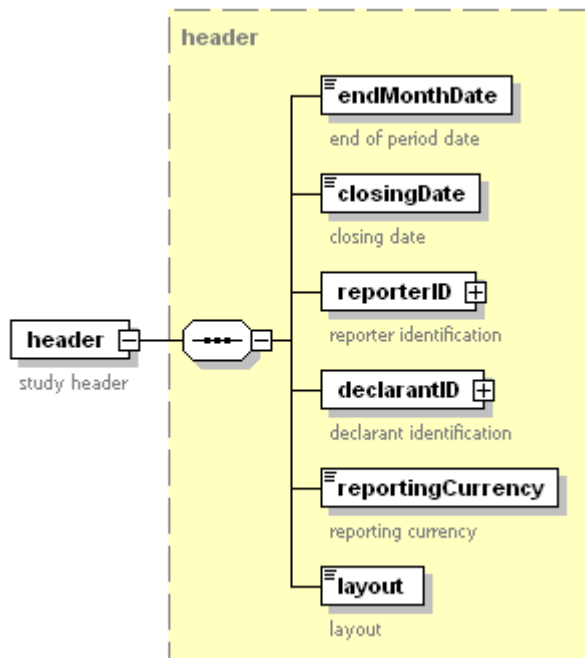 header
endMonthDate
end of period date
closingDate
closing date
reporterID
reporter identification
header
study header
declarantID
declarant identification
reportingCurrency
reporting currency
layout
layout